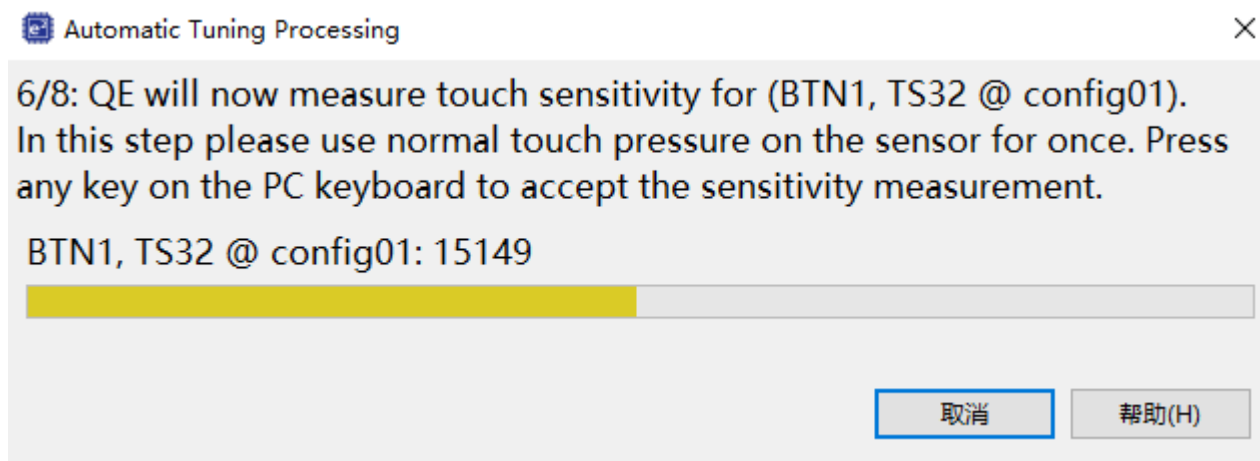 Automatic Tuning Processing
6/8: QE will now measure touch sensitivity for (BTN1, TS32 @ config01).
In this step please use normal touch pressure on the sensor for once. Press
any key on the PC keyboard to accept the sensitivity measurement.
BTN1, TS32 @ config01: 15149
取消
帮助(H)